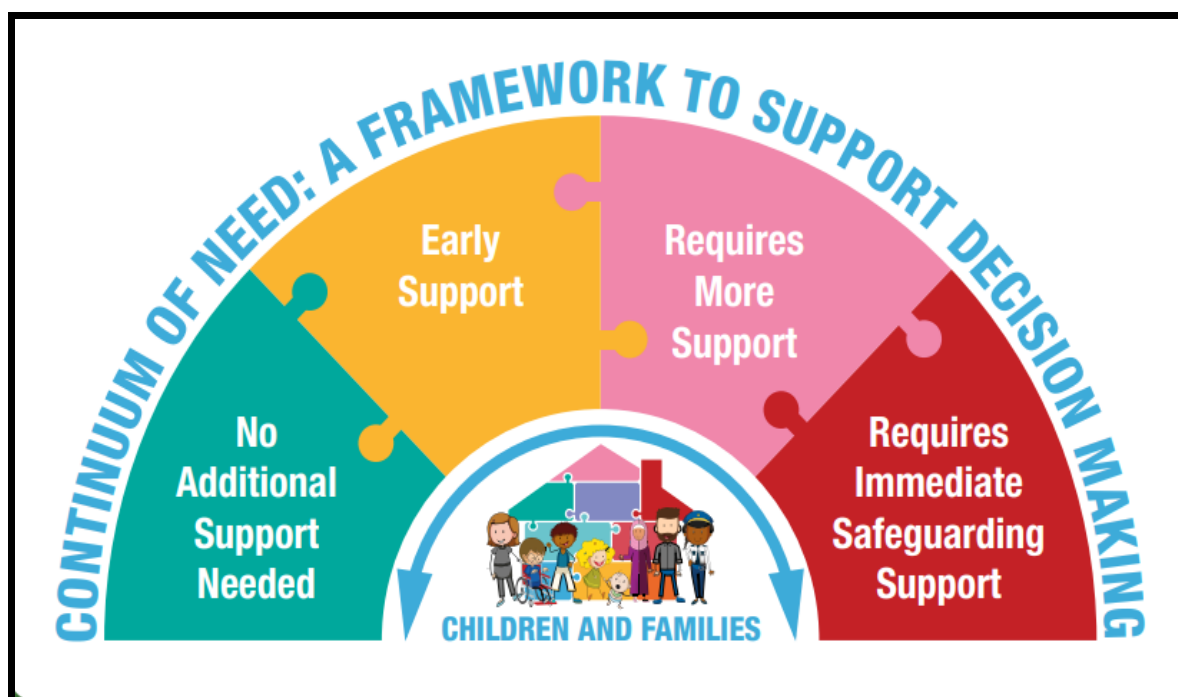 CONTINUUM OF NEED: A FRAMEWORK TO SUPPORT DECISION MAKING
No
Additional
Support
Needed
Early
Support
Requires
More
Support
Requires
Immediate
Safeguarding
Support
CHILDREN AND FAMILIES